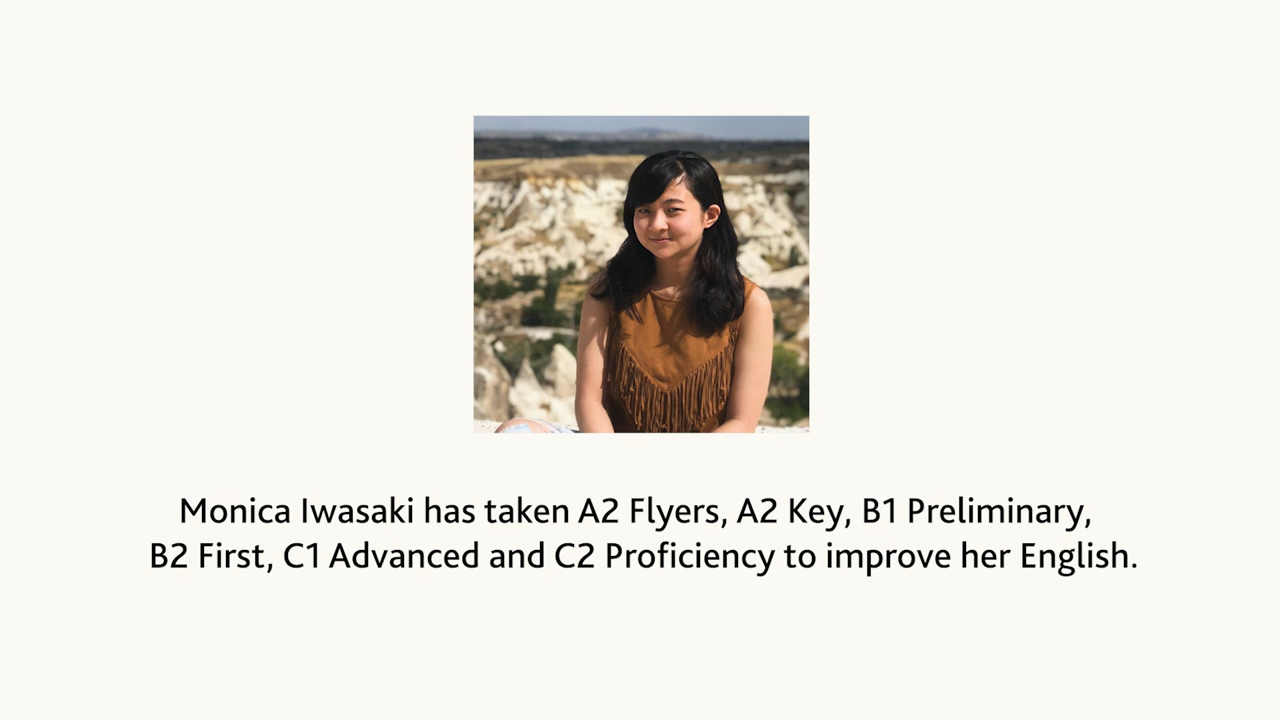 Monica Iwasaki has taken A2 Flyers, A2 Key, B1 Preliminary,
B2 First, C1 Advanced and C2 Proficiency to improve her English.